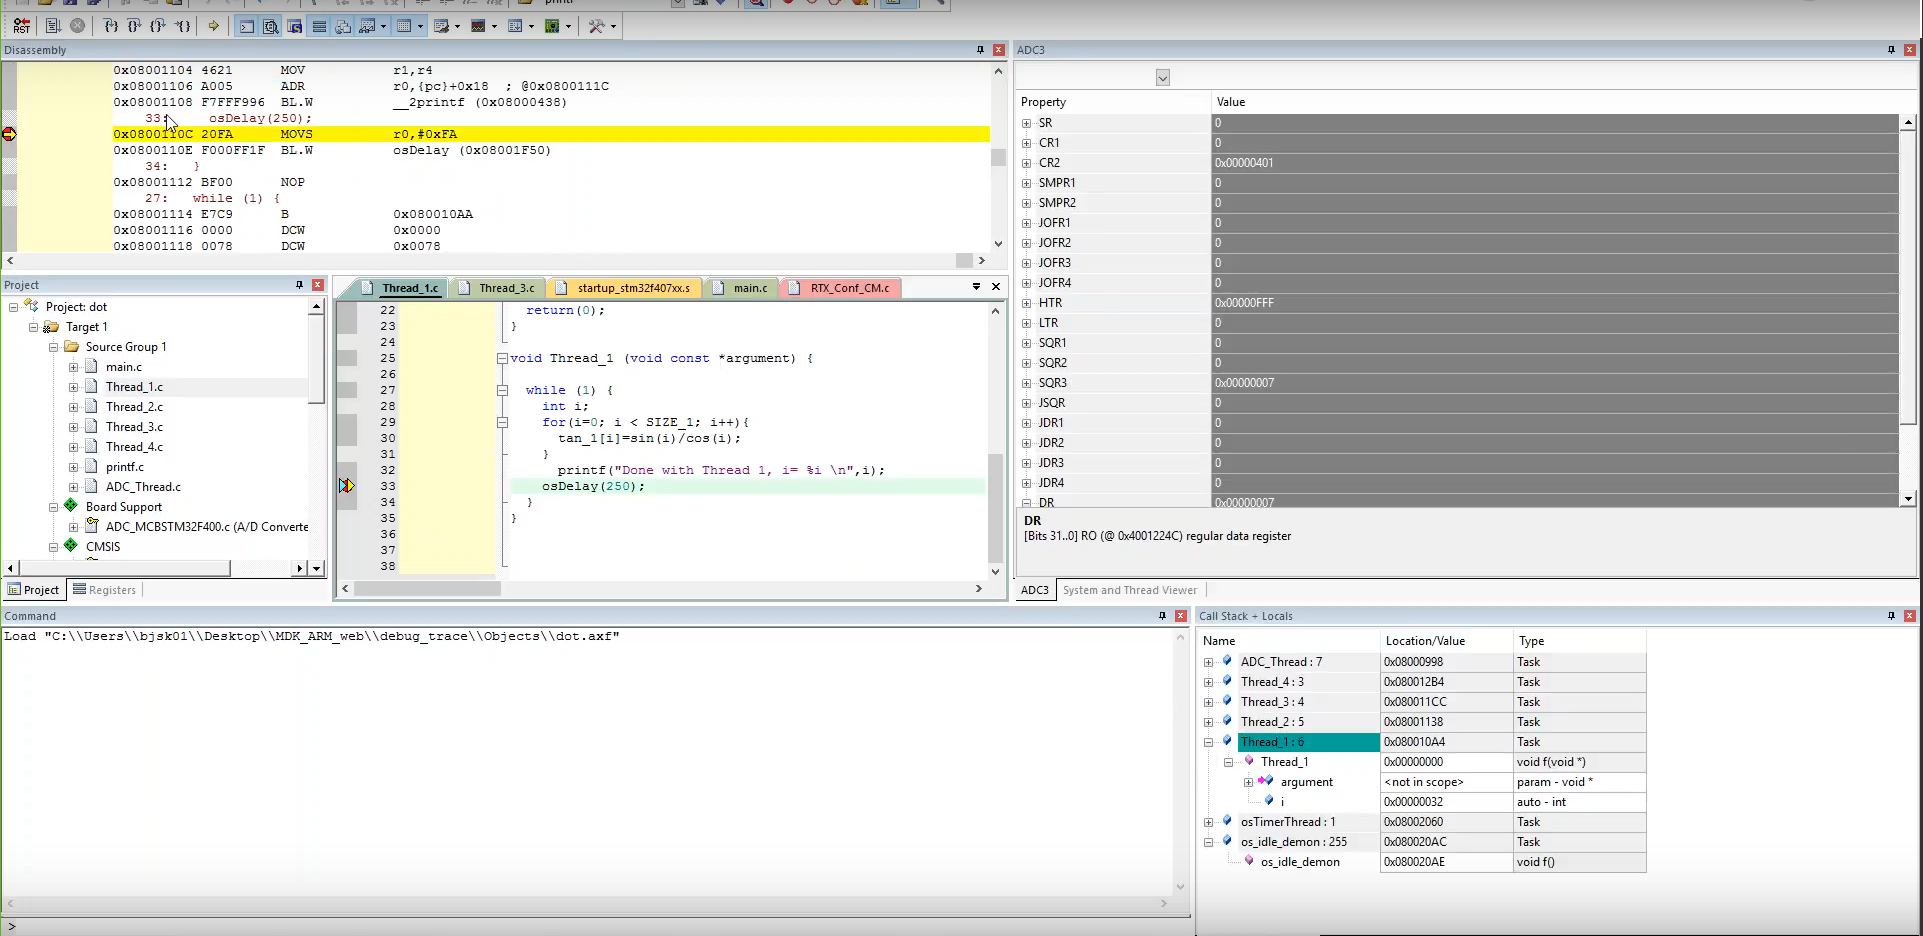 RST
Disassembly
0x08001104 4621 MOV r1,r4
0x08001106 A005 ADR r0,{pc}+0x18 ; @0x0800111C
0x08001108 F7FFF996 BL.W __2printf (0x08000438)
33: osDelay(250);
0x0800110C 20FA MOVS r0,#0xFA
0x0800110E F000FF1F BL.W osDelay (0x08001F50)
34: }
0x08001112 BF00 NOP
27: while (1) {
0x08001114 E7C9 B 0x080010AA
0x08001116 0000 DCW 0x0000
0x08001118 0078 DCW 0x0078
Project
Project: dot
Target 1
Source Group 1
main.c
Thread_1.c
Thread_2.c
Thread_3.c
Thread_4.c
printf.c
ADC_Thread.c
Board Support
ADC_MCBSTM32F400.c (A/D Converte
CMSIS
Project Registers
Thread_1.c Thread_3.c startup_stm32f407xx.s main.c RTX_Conf_CM.c
22 return(0);
23 }
24
25 void Thread_1 (void const *argument) {
26
27 while (1) {
28 int i;
29 for(i=0; i < SIZE_1; i++){
30 tan_1[i]=sin(i)/cos(i);
31 }
32 printf("Done with Thread 1, i= %i \n",i);
33 osDelay(250);
34 }
35 }
36
37
38
ADC3
Property Value
SR 0
CR1 0
CR2 0x00000401
SMPR1 0
SMPR2 0
JOFR1 0
JOFR2 0
JOFR3 0
JOFR4 0
HTR 0x00000FFF
LTR 0
SQR1 0
SQR2 0
SQR3 0x00000007
JSQR 0
JDR1 0
JDR2 0
JDR3 0
JDR4 0
DR 0x00000007
DR
[Bits 31..0] RO (@ 0x4001224C) regular data register
ADC3 System and Thread Viewer
Command
Load "C:\\Users\\bjsk01\\Desktop\\MDK_ARM_web\\debug_trace\\Objects\\dot.axf"
>
Call Stack + Locals
Name Location/Value Type
ADC_Thread : 7 0x08000998 Task
Thread_4 : 3 0x080012B4 Task
Thread_3 : 4 0x080011CC Task
Thread_2 : 5 0x08001138 Task
Thread_1 : 6 0x080010A4 Task
Thread_1 0x00000000 void f(void *)
argument <not in scope> param - void *
i 0x00000032 auto - int
osTimerThread : 1 0x08002060 Task
os_idle_demon : 255 0x080020AC Task
os_idle_demon 0x080020AE void f()